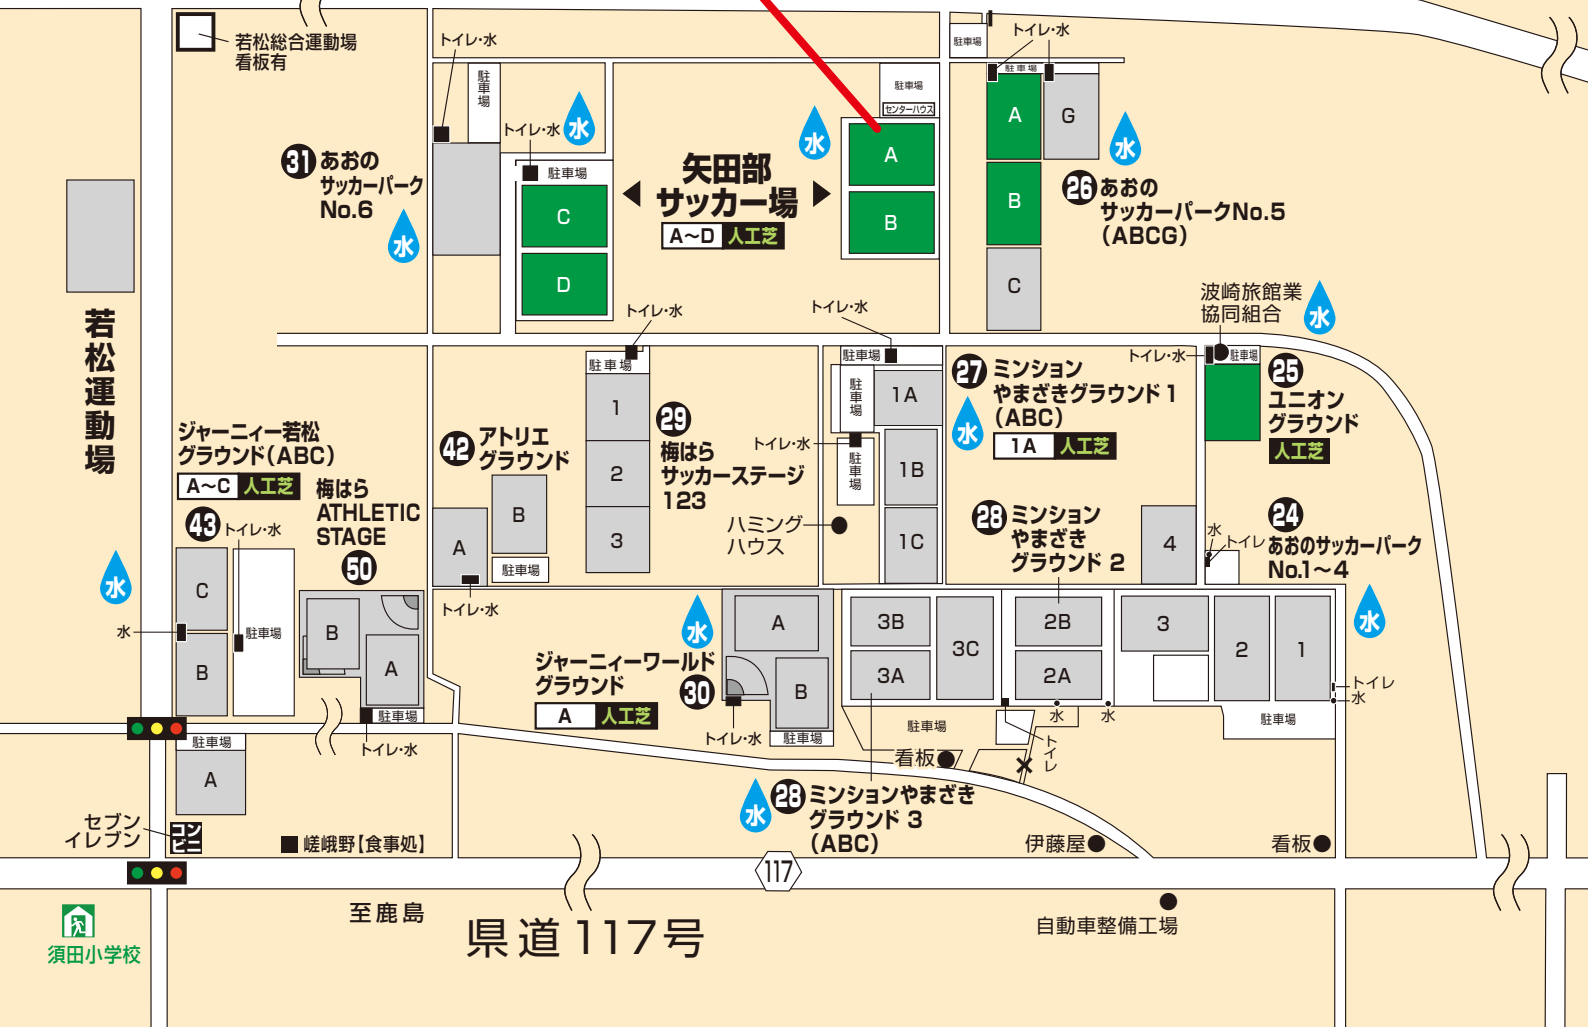 若松総合運動場
看板有
トイレ・水
駐車場
31 あおの
サッカーパーク
No.6
水
トイレ・水
水
駐車場
C
D
矢田部
サッカー場
A〜D 人工芝
水
駐車場
センターハウス
A
B
駐車場
トイレ・水
駐車場
A
G
B
C
水
26 あおの
サッカーパークNo.5
(ABCG)
若松運動場
トイレ・水
駐車場
1
2
3
29
梅はら
サッカーステージ
123
トイレ・水
駐車場
駐車場
1A
トイレ・水
駐車場
1B
1C
ハミング
ハウス
27 ミンション
やまざきグラウンド1
(ABC)
水
1A 人工芝
波崎旅館業
協同組合
水
トイレ・水
駐車場
25
ユニオン
グラウンド
人工芝
28 ミンション
やまざき
グラウンド 2
4
水
トイレ
24
あおのサッカーパーク
No.1〜4
水
ジャーニィー若松
グラウンド(ABC)
A〜C 人工芝
43 トイレ・水
水
C
水
B
駐車場
梅はら
ATHLETIC
STAGE
50
B
A
駐車場
トイレ・水
42 アトリエ
グラウンド
A
B
駐車場
トイレ・水
水
A
B
ジャーニィーワールド
グラウンド
30
A 人工芝
トイレ・水
駐車場
3B
3A
3C
2B
2A
3
2
1
トイレ
水
駐車場
水
水
トイレ
駐車場
看板
水
28 ミンションやまざき
グラウンド 3
(ABC)
駐車場
A
セブン
イレブン
コン
ビニ
嵯峨野【食事処】
伊藤屋
看板
117
至鹿島
県道117号
自動車整備工場
須田小学校